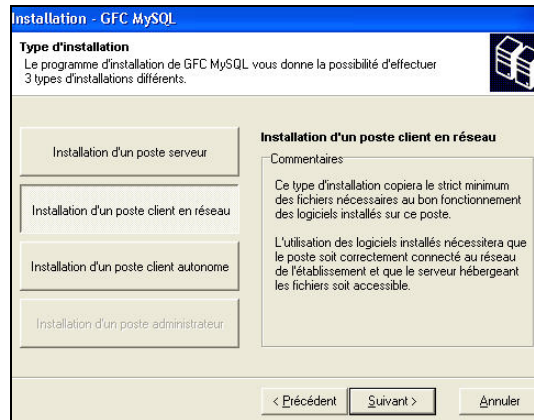 Installation - GFC MySQL
Type d'installation
Le programme d'installation de GFC MySQL vous donne la possibilité d'effectuer
3 types d'installations différents.
Installation d'un poste serveur
Installation d'un poste client en réseau
Installation d'un poste client autonome
Installation d'un poste administrateur
Installation d'un poste client en réseau
Commentaires
Ce type d'installation copiera le strict minimum
des fichiers nécessaires au bon fonctionnement
des logiciels installés sur ce poste.
L'utilisation des logiciels installés nécessitera que
le poste soit correctement connecté au réseau
de l'établissement et que le serveur hébergeant
les fichiers soit accessible.
< Précédent
Suivant >
Annuler